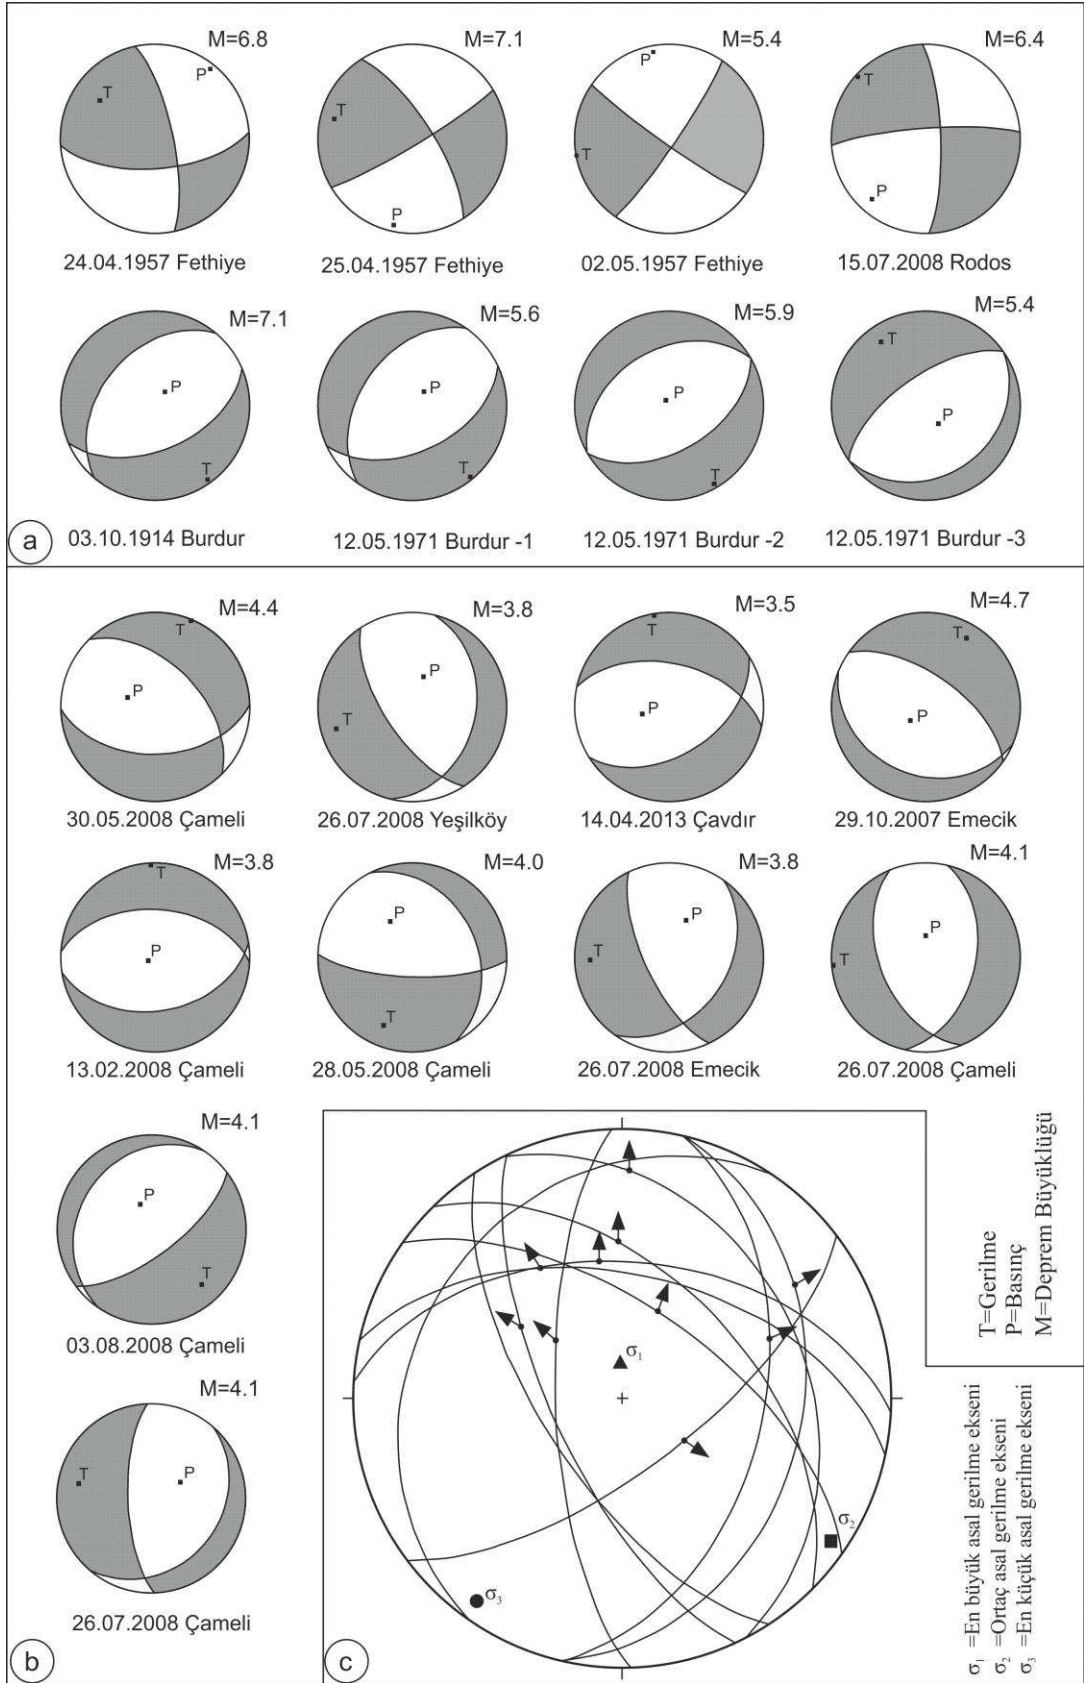 M=6.8
M=7.1
M=5.4
M=6.4
T
P
T
P
P
T
T
P
24.04.1957 Fethiye
25.04.1957 Fethiye
02.05.1957 Fethiye
15.07.2008 Rodos
M=7.1
M=5.6
M=5.9
M=5.4
P
T
P
T
P
T
T
P
a
03.10.1914 Burdur
12.05.1971 Burdur -1
12.05.1971 Burdur -2
12.05.1971 Burdur -3
M=4.4
M=3.8
M=3.5
M=4.7
T
P
P
T
T
P
T
P
30.05.2008 Çameli
26.07.2008 Yeşilköy
14.04.2013 Çavdır
29.10.2007 Emecik
M=3.8
M=4.0
M=3.8
M=4.1
T
P
P
T
P
T
P
T
13.02.2008 Çameli
28.05.2008 Çameli
26.07.2008 Emecik
26.07.2008 Çameli
M=4.1
P
T
03.08.2008 Çameli
M=4.1
T
P
26.07.2008 Çameli
b
c
σ1
σ2
σ3
T=Gerilme
P=Basınç
M=Deprem Büyüklüğü
σ1 =En büyük asal gerilme ekseni
σ2 =Ortaç asal gerilme ekseni
σ3 =En küçük asal gerilme ekseni